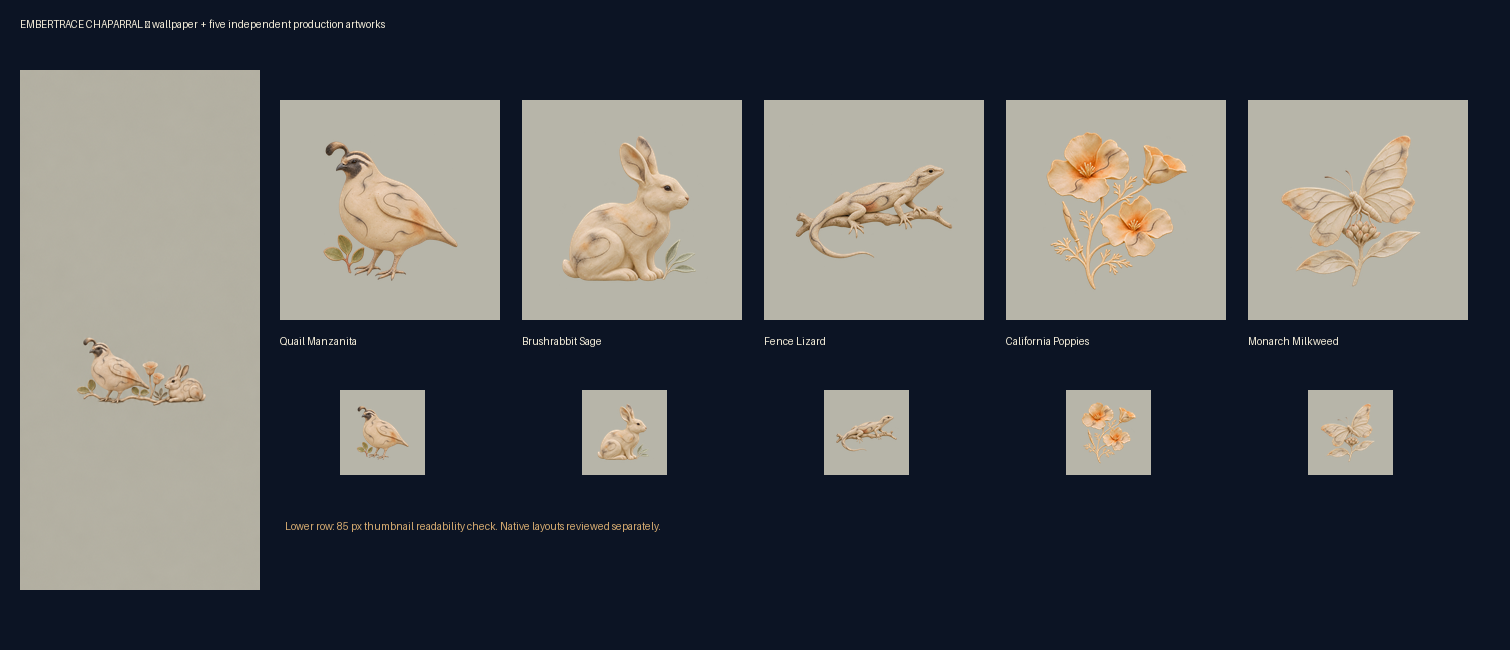 EMBERTRACE CHAPARRAL □ wallpaper + five independent production artworks
Quail Manzanita
Brushrabbit Sage
Fence Lizard
California Poppies
Monarch Milkweed
Lower row: 85 px thumbnail readability check. Native layouts reviewed separately.